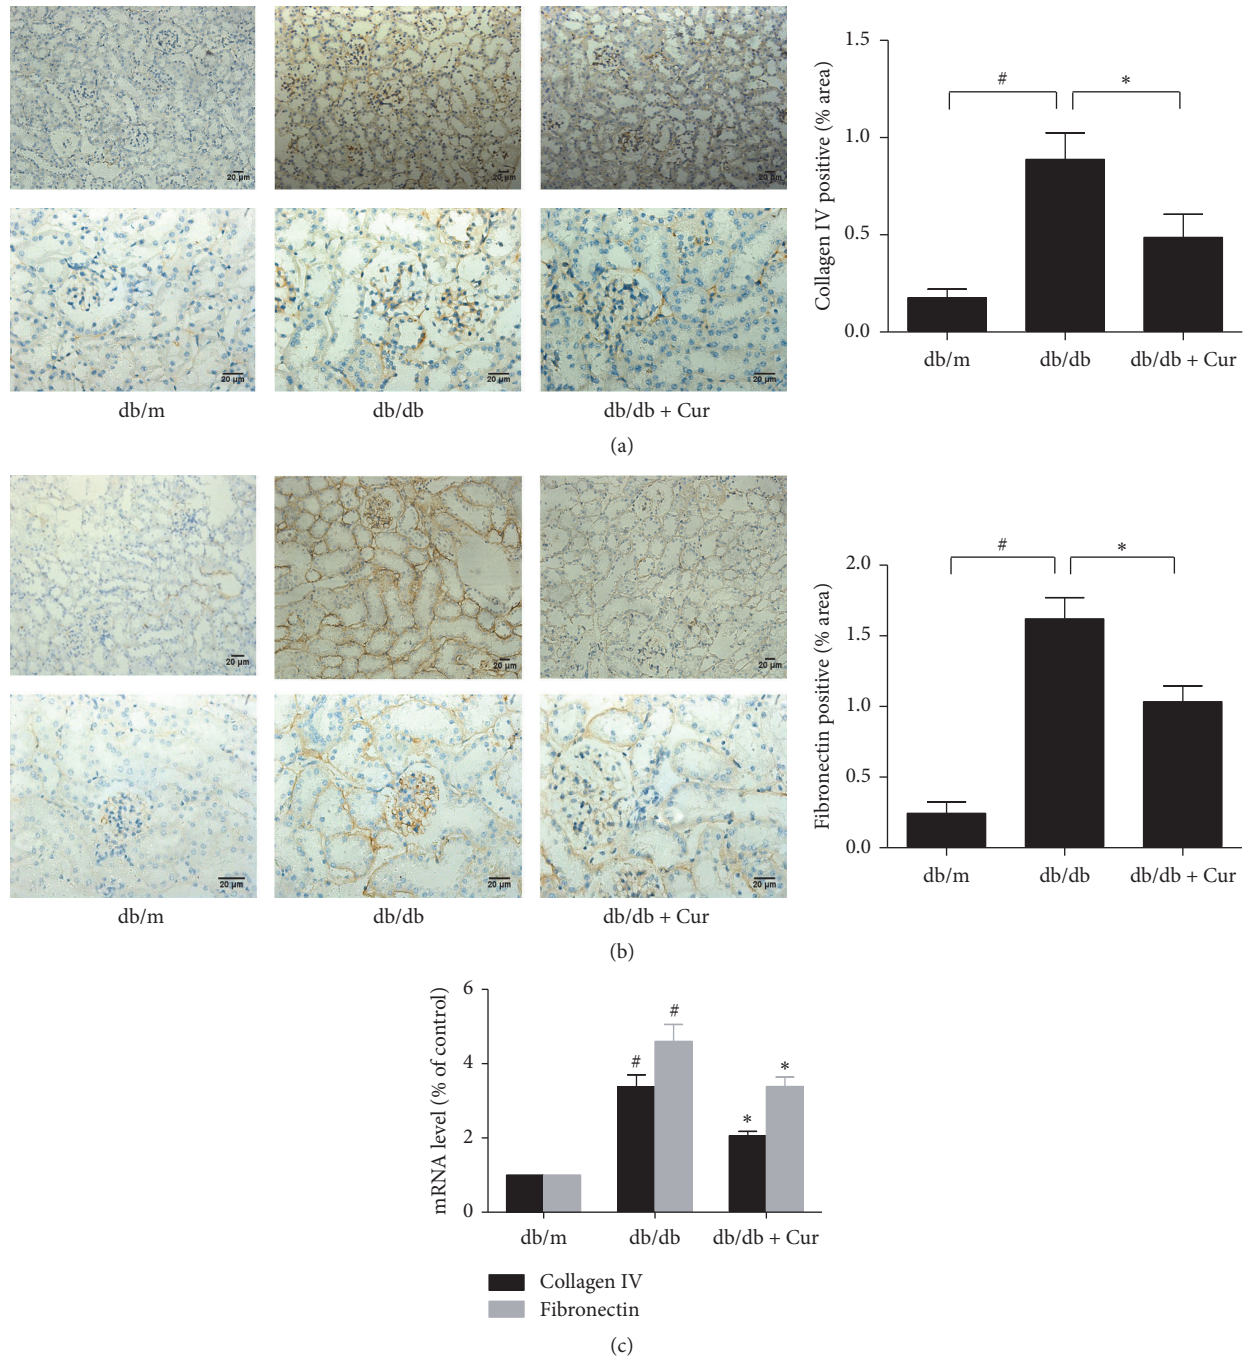 20 μm
20 μm
20 μm
20 μm
20 μm
20 μm
db/m
db/db
db/db + Cur
Collagen IV positive (% area)
1.5
1.0
0.5
0.0
#
*
db/m
db/db
db/db + Cur
(a)
20 μm
20 μm
20 μm
20 μm
20 μm
20 μm
db/m
db/db
db/db + Cur
Fibronectin positive (% area)
2.0
1.5
1.0
0.5
0.0
#
*
db/m
db/db
db/db + Cur
(b)
mRNA level (% of control)
6
4
2
0
#
#
*
*
db/m
db/db
db/db + Cur
Collagen IV
Fibronectin
(c)